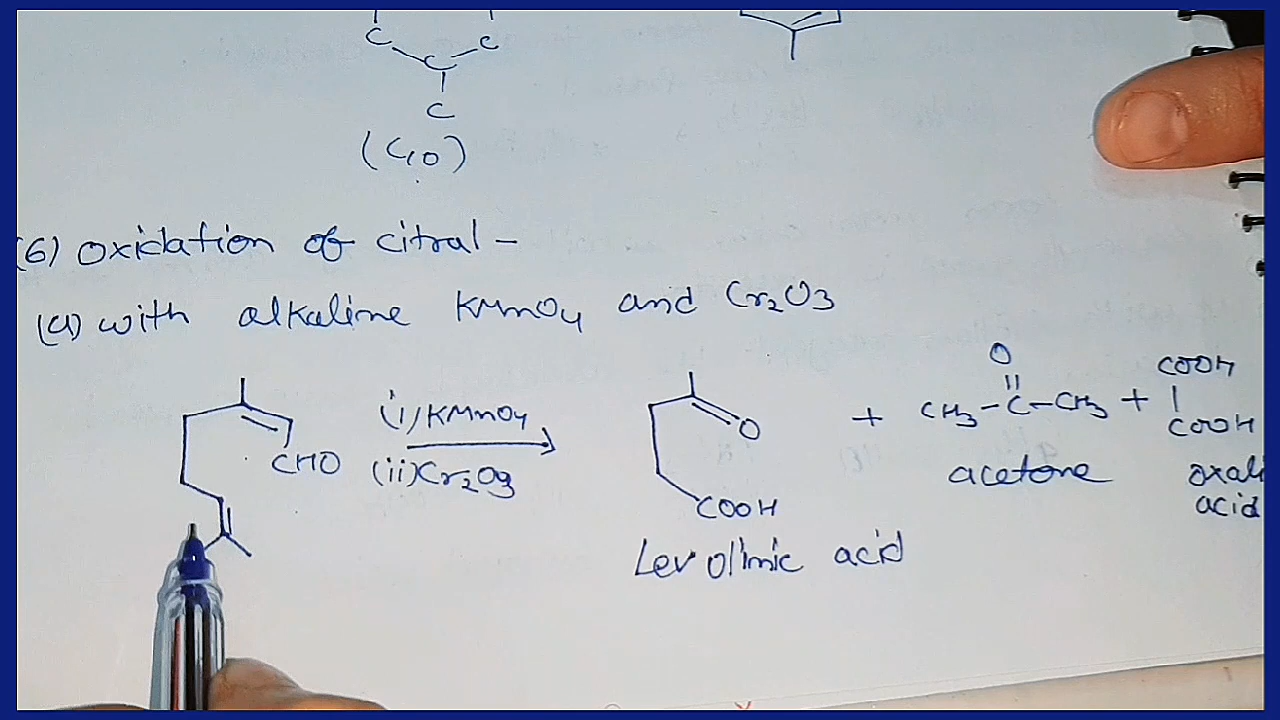 C C
C
C
(C10)
(6) oxidation of citral -
(a) with alkaline KMnO4 and Cr2O3
(i) KMnO4
CHO
(ii) Cr2O3
O
COOH
+
O
CH3-C-CH3
+
COOH
COOH
Levolinic acid
acetone
oxali
acid